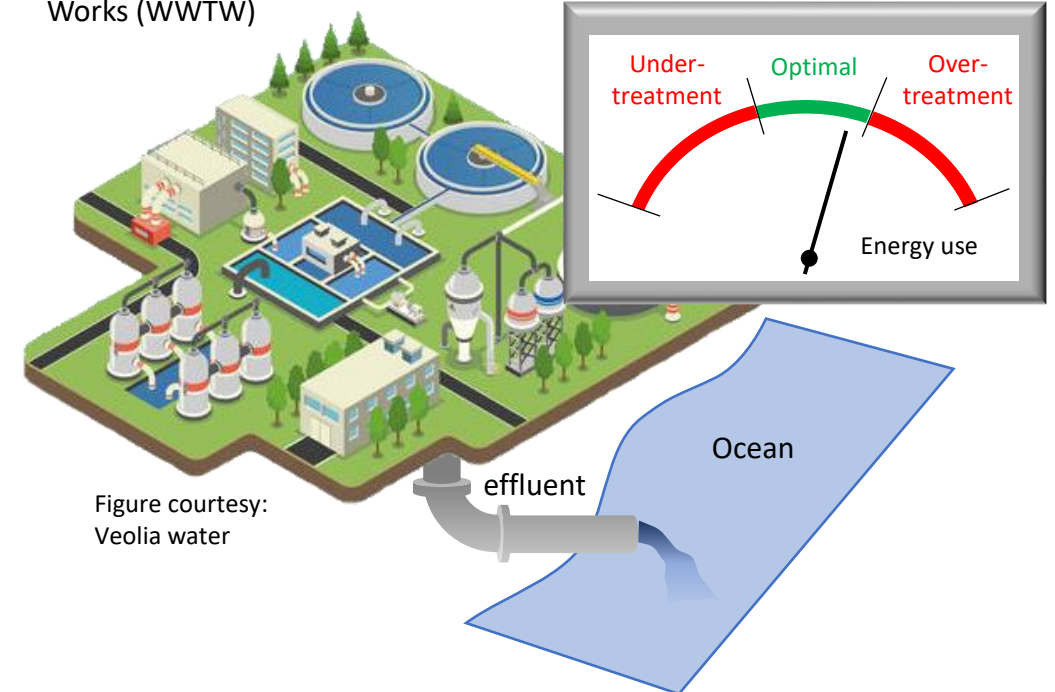 Works (WWTW)
Under-
treatment
Optimal
Over-
treatment
Energy use
Ocean
effluent
Figure courtesy:
Veolia water